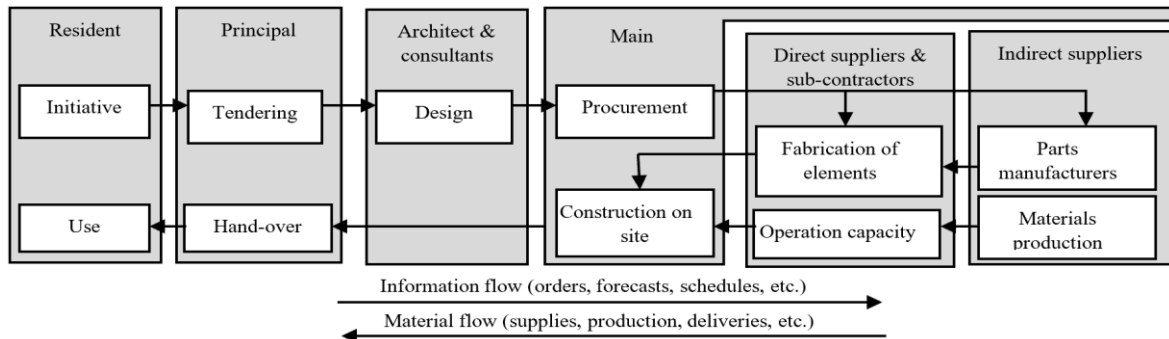 Resident
Principal
Architect &
consultants
Main
Direct suppliers &
sub-contractors
Indirect suppliers
Initiative
Tendering
Design
Procurement
Fabrication of
elements
Parts
manufacturers
Use
Hand-over
Construction on
site
Operation capacity
Materials
production
Information flow (orders, forecasts, schedules, etc.)
Material flow (supplies, production, deliveries, etc.)